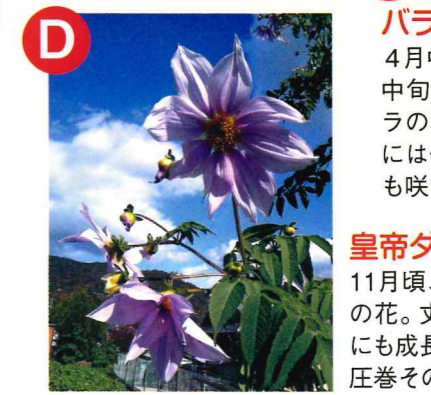 D
バラ
4月中
中旬
ラの
には
も咲
皇帝ダ
11月頃、
の花。丈
にも成長
圧巻その